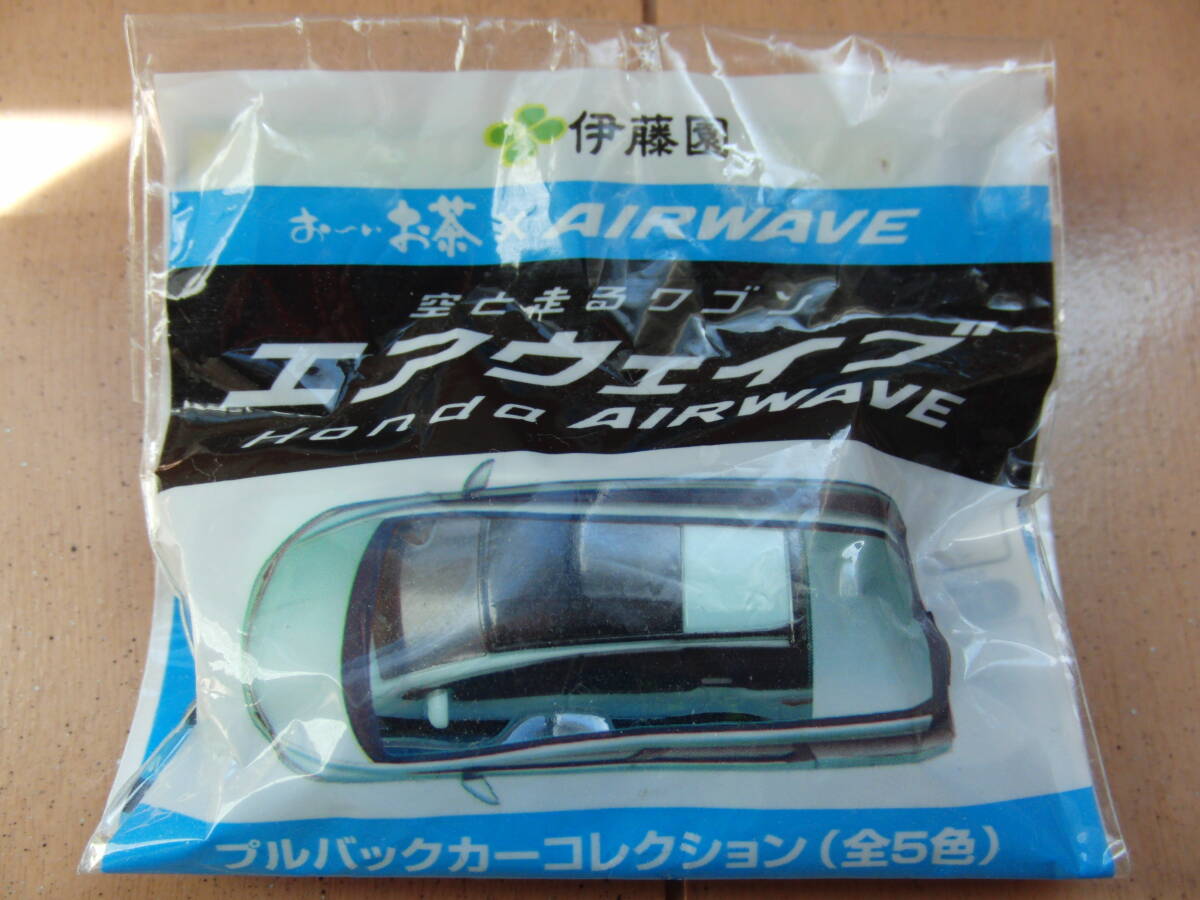 伊藤園
お～いお茶 × AIRWAVE
空と走るワゴン
エアウェイブ
Honda AIRWAVE
プルバックカーコレクション(全5色)